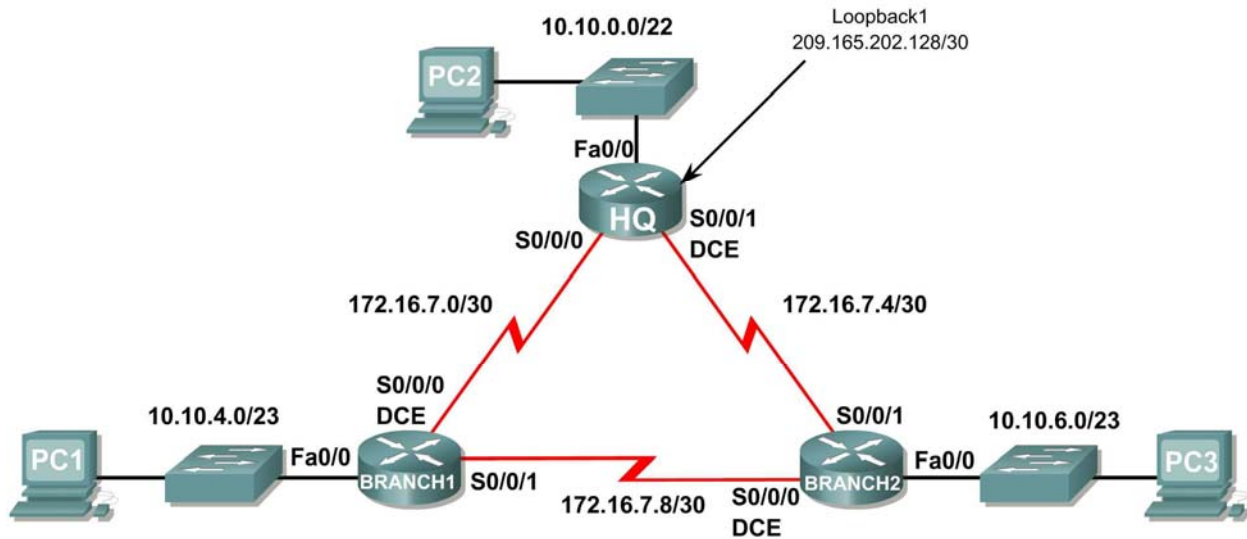 Loopback1
209.165.202.128/30
10.10.0.0/22
PC2
Fa0/0
HQ
S0/0/1
DCE
S0/0/0
172.16.7.0/30
172.16.7.4/30
S0/0/0
DCE
10.10.4.0/23
S0/0/1
10.10.6.0/23
PC1
Fa0/0
BRANCH1
S0/0/1
172.16.7.8/30
S0/0/0
DCE
BRANCH2
Fa0/0
PC3